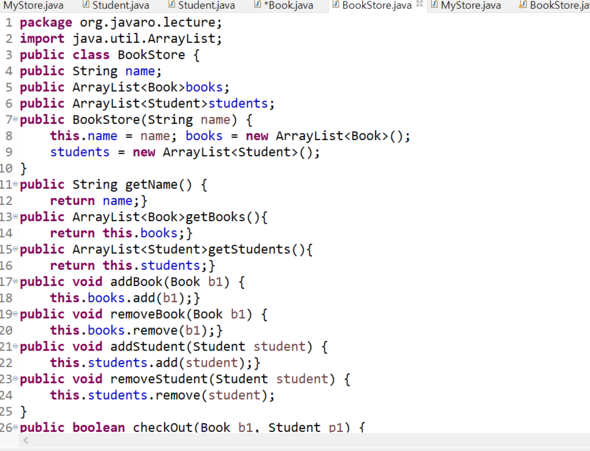 MyStore.java Student.java Student.java *Book.java BookStore.java MyStore.java BookStore.jav
1 package org.javaro.lecture;
2 import java.util.ArrayList;
3 public class BookStore {
4 public String name;
5 public ArrayList<Book>books;
6 public ArrayList<Student>students;
7 public BookStore(String name) {
8     this.name = name; books = new ArrayList<Book>();
9     students = new ArrayList<Student>();
10 }
11 public String getName() {
12     return name;}
13 public ArrayList<Book>getBooks(){
14     return this.books;}
15 public ArrayList<Student>getStudents(){
16     return this.students;}
17 public void addBook(Book b1) {
18     this.books.add(b1);}
19 public void removeBook(Book b1) {
20     this.books.remove(b1);}
21 public void addStudent(Student student) {
22     this.students.add(student);}
23 public void removeStudent(Student student) {
24     this.students.remove(student);
25 }
26 public boolean checkOut(Book b1, Student p1) {